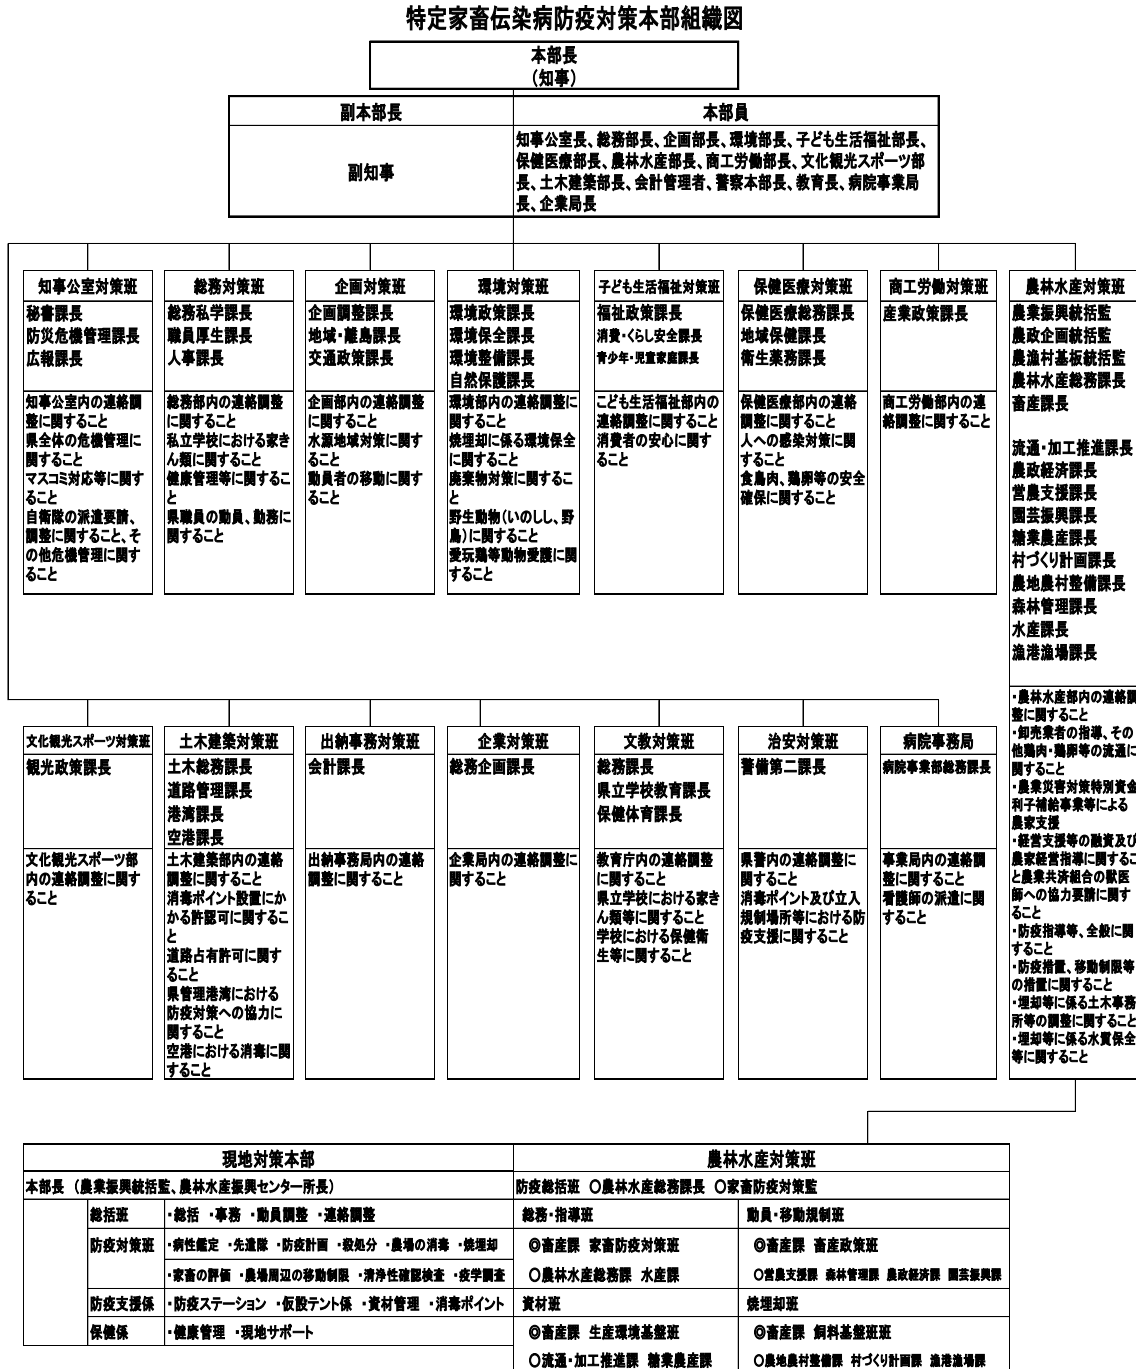 特定家畜伝染病防疫対策本部組織図
本部長
(知事)
副本部長
本部員
副知事
知事公室長、総務部長、企画部長、環境部長、子ども生活福祉部長、
保健医療部長、農林水産部長、商工労働部長、文化観光スポーツ部
長、土木建築部長、会計管理者、警察本部長、教育長、病院事業局
長、企業局長
知事公室対策班
秘書課長
防災危機管理課長
広報課長
知事公室内の連絡調
整に関すること
県全体の危機管理に
関すること
マスコミ対応等に関す
ること
自衛隊の派遣要請、
調整に関すること、そ
の他危機管理に関す
ること
総務対策班
総務私学課長
職員厚生課長
人事課長
総務部内の連絡調整
に関すること
私立学校における家き
ん類に関すること
健康管理等に関するこ
と
県職員の動員、勤務に
関すること
企画対策班
企画調整課長
地域・離島課長
交通政策課長
企画部内の連絡調整
に関すること
水源地域対策に関す
ること
動員者の移動に関す
ること
環境対策班
環境政策課長
環境保全課長
環境整備課長
自然保護課長
環境部内の連絡調整に
関すること
焼埋却に係る環境保全
に関すること
廃棄物対策に関するこ
と
野生動物(いのしし、野
鳥)に関すること
愛玩鶏等動物愛護に関
すること
子ども生活福祉対策班
福祉政策課長
消費・くらし安全課長
青少年・児童家庭課長
こども生活福祉部内の
連絡調整に関すること
消費者の安心に関す
ること
保健医療対策班
保健医療総務課長
地域保健課長
衛生薬務課長
保健医療部内の連絡
調整に関すること
人への感染対策に関
すること
食鳥肉、鶏卵等の安全
確保に関すること
商工労働対策班
産業政策課長
商工労働部内の連
絡調整に関すること
農林水産対策班
農業振興統括監
農政企画統括監
農漁村基板統括監
農林水産総務課長
畜産課長
流通・加工推進課長
農政経済課長
営農支援課長
園芸振興課長
糖業農産課長
村づくり計画課長
農地農村整備課長
森林管理課長
水産課長
漁港漁場課長
・農林水産部内の連絡調
整に関すること
・卸売業者の指導、その
他鶏肉・鶏卵等の流通に
関すること
・農業災害対策特別資金
利子補給事業等による
農家支援
・経営支援等の融資及び
農家経営指導に関するこ
と農業共済組合の獣医
師への協力要請に関す
ること
・防疫指導等、全般に関
すること
・防疫措置、移動制限等
の措置に関すること
・埋却等に係る土木事務
所等の調整に関すること
・埋却等に係る水質保全
等に関すること
文化観光スポーツ対策班
観光政策課長
文化観光スポーツ部
内の連絡調整に関す
ること
土木建築対策班
土木総務課長
道路管理課長
港湾課長
空港課長
土木建築部内の連絡
調整に関すること
消毒ポイント設置にか
かる許認可に関するこ
と
道路占有許可に関す
ること
県管理港湾における
防疫対策への協力に
関すること
空港における消毒に関
すること
出納事務対策班
会計課長
出納事務局内の連絡
調整に関すること
企業対策班
総務企画課長
企業局内の連絡調整に
関すること
文教対策班
総務課長
県立学校教育課長
保健体育課長
教育庁内の連絡調整
に関すること
県立学校における家き
ん類等に関すること
学校における保健衛
生等に関すること
治安対策班
警備第二課長
県警内の連絡調整に
関すること
消毒ポイント及び立入
規制場所等における防
疫支援に関すること
病院事務局
病院事業部総務課長
事業局内の連絡調
整に関すること
看護師の派遣に関
すること
現地対策本部
本部長 (農業振興統括監、農林水産振興センター所長)
総括班 ・総括 ・事務 ・動員調整 ・連絡調整
防疫対策班 ・病性鑑定 ・先遣隊 ・防疫計画 ・殺処分 ・農場の消毒 ・焼埋却
・家畜の評価 ・農場周辺の移動制限 ・清浄性確認検査 ・疫学調査
防疫支援係 ・防疫ステーション ・仮設テント係 ・資材管理 ・消毒ポイント
保健係 ・健康管理 ・現地サポート
農林水産対策班
防疫総括班 〇農林水産総務課長 〇家畜防疫対策監
総務・指導班
◎畜産課 家畜防疫対策班
〇農林水産総務課 水産課
動員・移動規制班
◎畜産課 畜産政策班
〇営農支援課 森林管理課 農政経済課 園芸振興課
資材班
◎畜産課 生産環境基盤班
〇流通・加工推進課 糖業農産課
焼埋却班
◎畜産課 飼料基盤班班
〇農地農村整備課 村づくり計画課 漁港漁場課